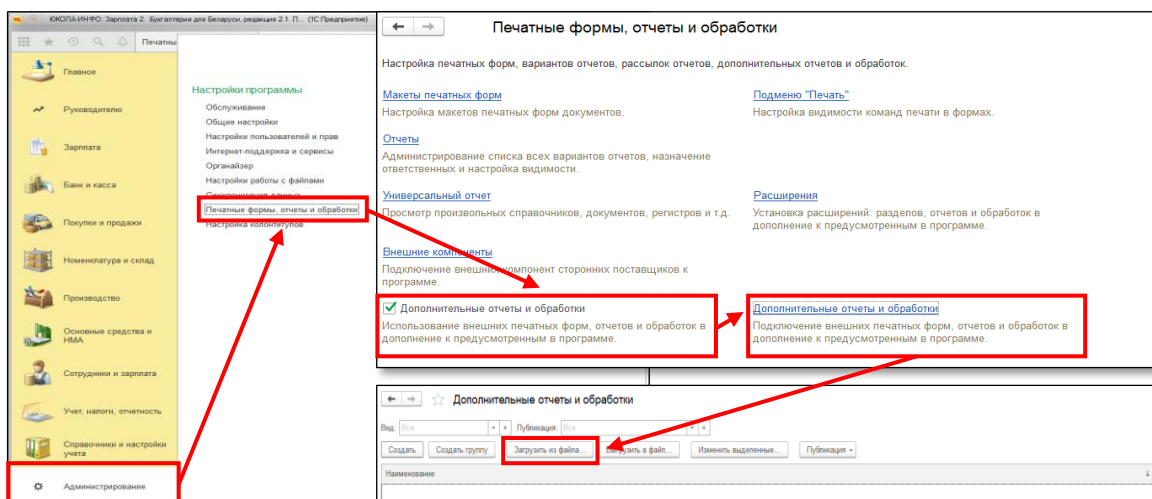 ЮКОЛА-ИНФО: Зарплата 2. Бухгалтерия для Беларуси, редакция 2.1. П... (1С:Предприятие)
Печатны
Главное
Руководителю
Зарплата
Банк и касса
Покупки и продажи
Номенклатура и склад
Производство
Основные средства и
НМА
Сотрудники и зарплата
Учет, налоги, отчетность
Справочники и настройки
учета
Администрирование
Настройки программы
Обслуживание
Общие настройки
Настройки пользователей и прав
Интернет-поддержка и сервисы
Органайзер
Настройки работы с файлами
Синхронизация данных
Печатные формы, отчеты и обработки
Настройка колонтитулов
Печатные формы, отчеты и обработки
Настройка печатных форм, вариантов отчетов, рассылок отчетов, дополнительных отчетов и обработок.
Макеты печатных форм
Настройка макетов печатных форм документов.
Подменю "Печать"
Настройка видимости команд печати в формах.
Отчеты
Администрирование списка всех вариантов отчетов, назначение
ответственных и настройка видимости.
Универсальный отчет
Просмотр произвольных справочников, документов, регистров и т.д.
Расширения
Установка расширений: разделов, отчетов и обработок в
дополнение к предусмотренным в программе.
Внешние компоненты
Подключение внешних компонент сторонних поставщиков к
программе.
Дополнительные отчеты и обработки
Использование внешних печатных форм, отчетов и обработок в
дополнение к предусмотренным в программе.
Дополнительные отчеты и обработки
Подключение внешних печатных форм, отчетов и обработок в
дополнение к предусмотренным в программе.
Дополнительные отчеты и обработки
Вид: Все Публикация: Все
Создать Создать группу Загрузить из файла... Выгрузить в файл... Изменить выделенные... Публикация
Наименование